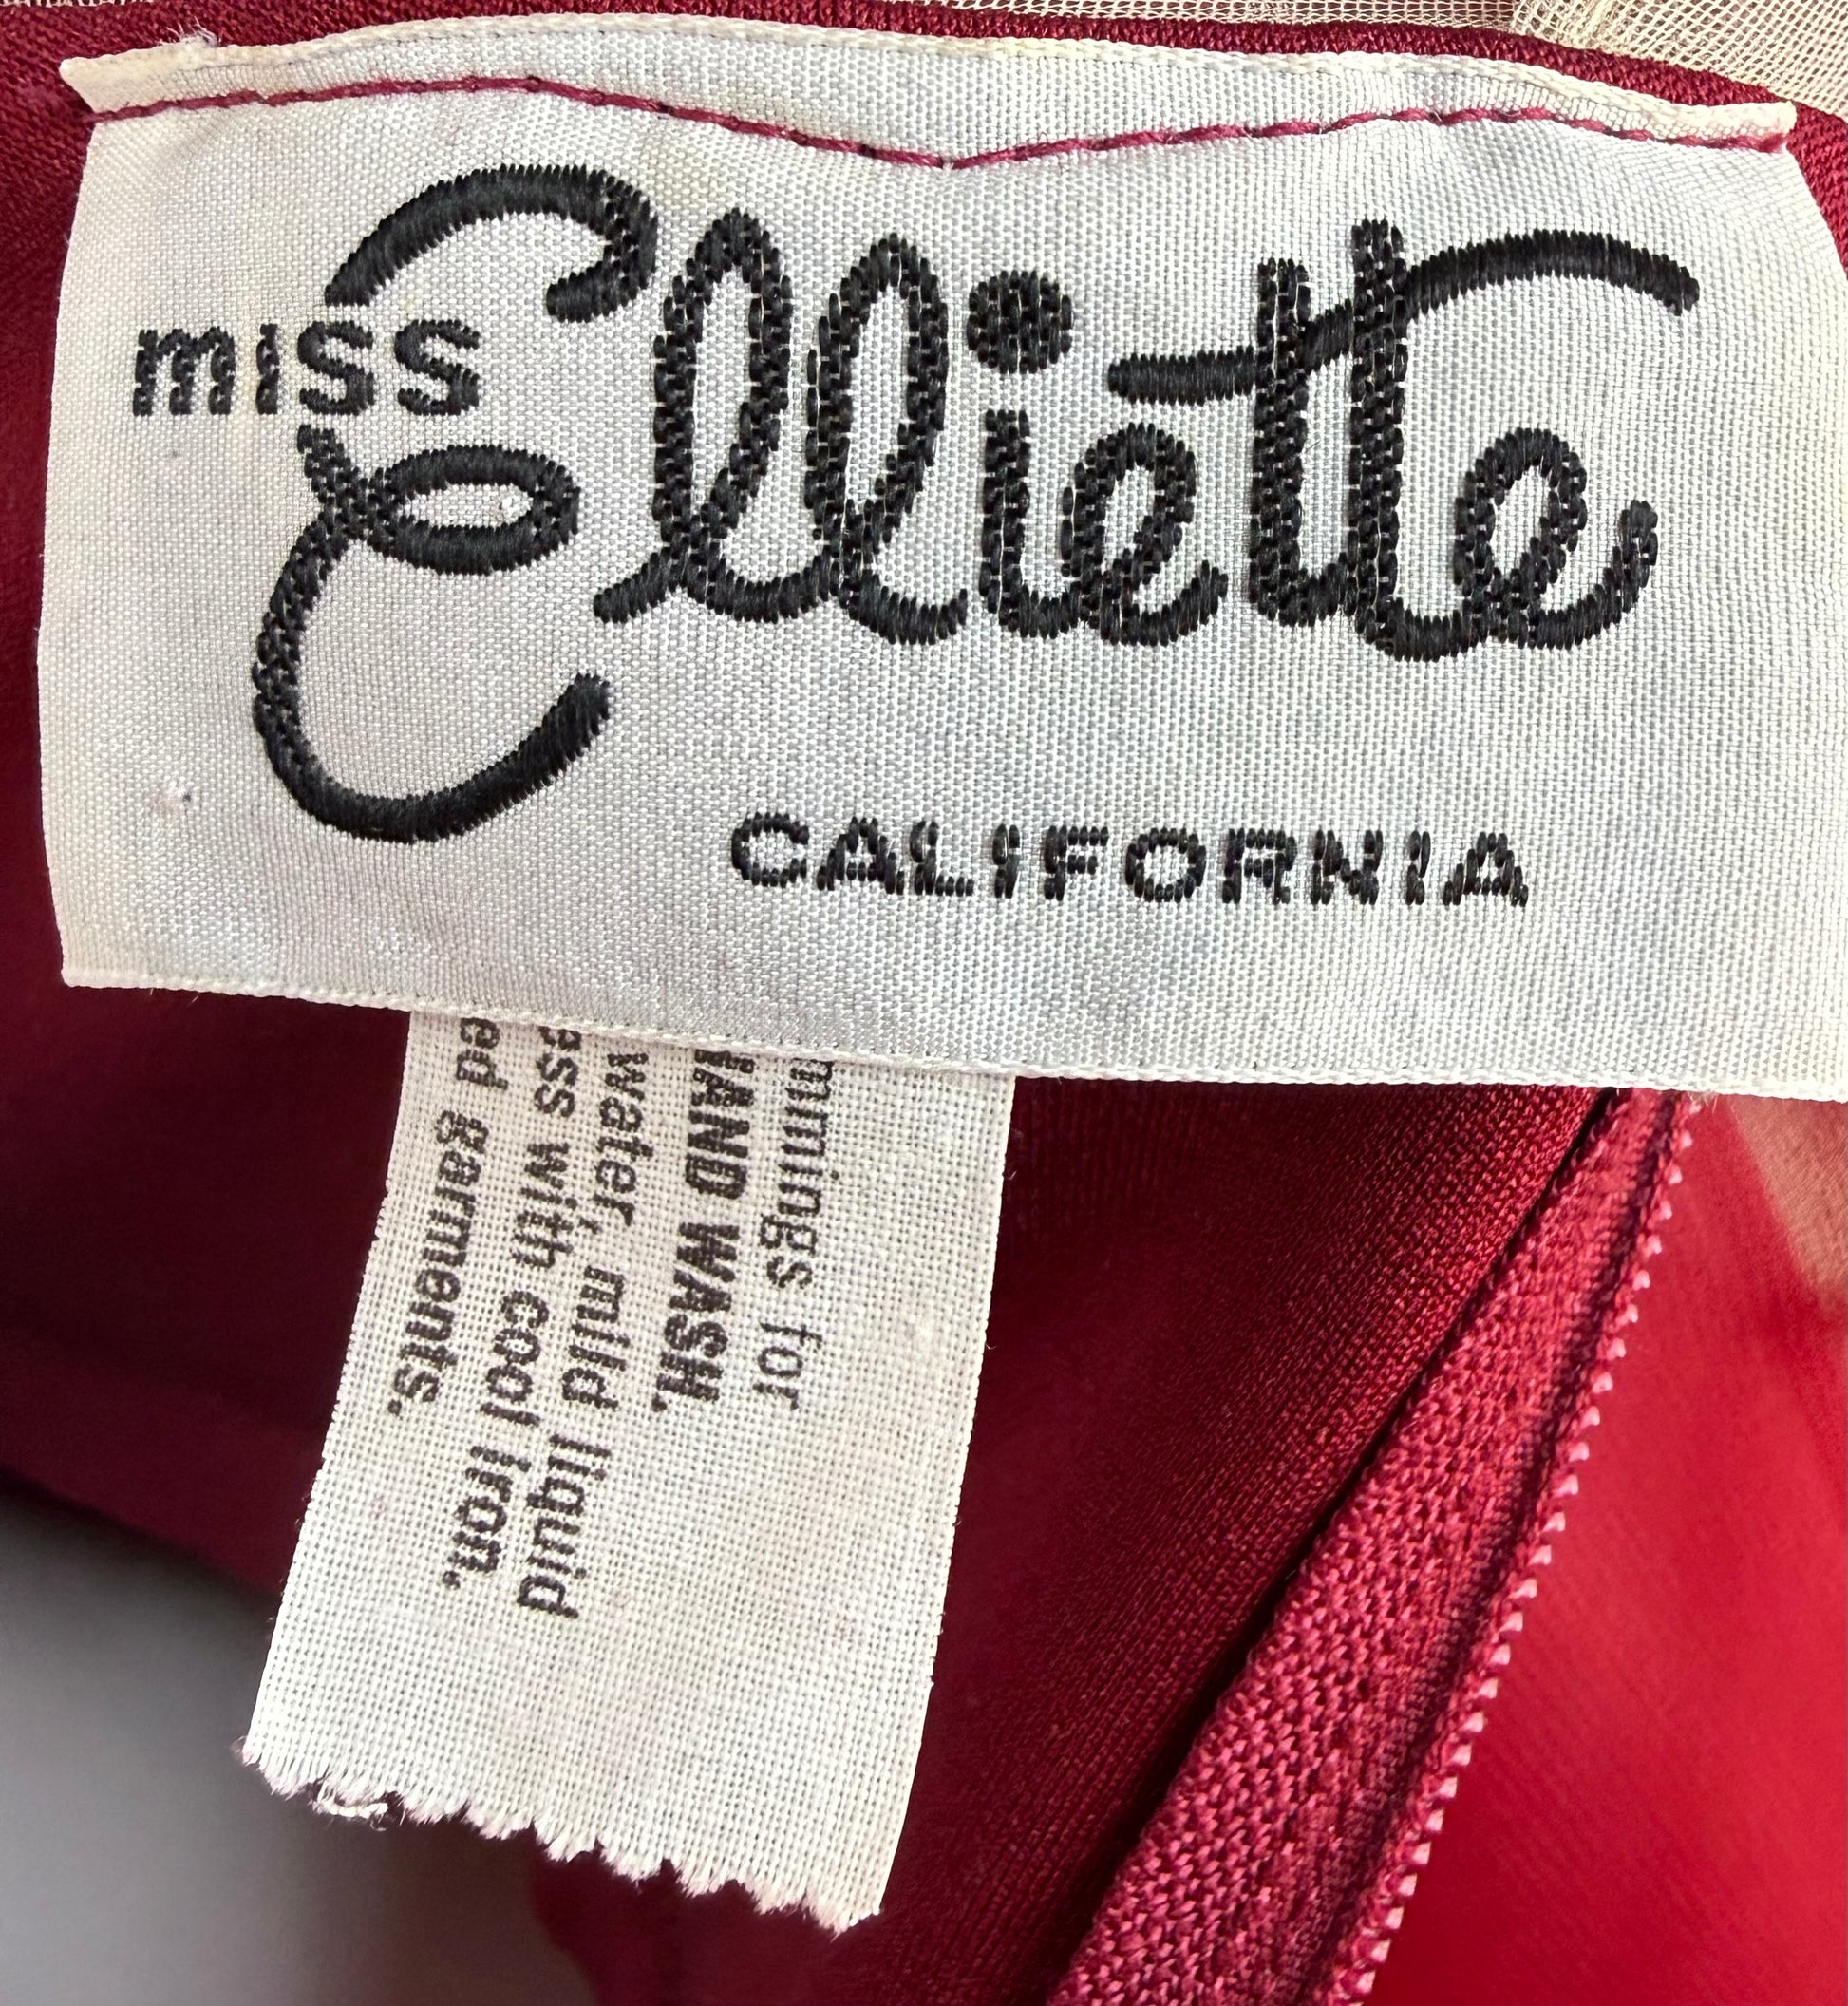 miss
Elliette
CALIFORNIA
mmings for
HAND WASH.
water, mild liquid
ess with cool iron.
ed garments.